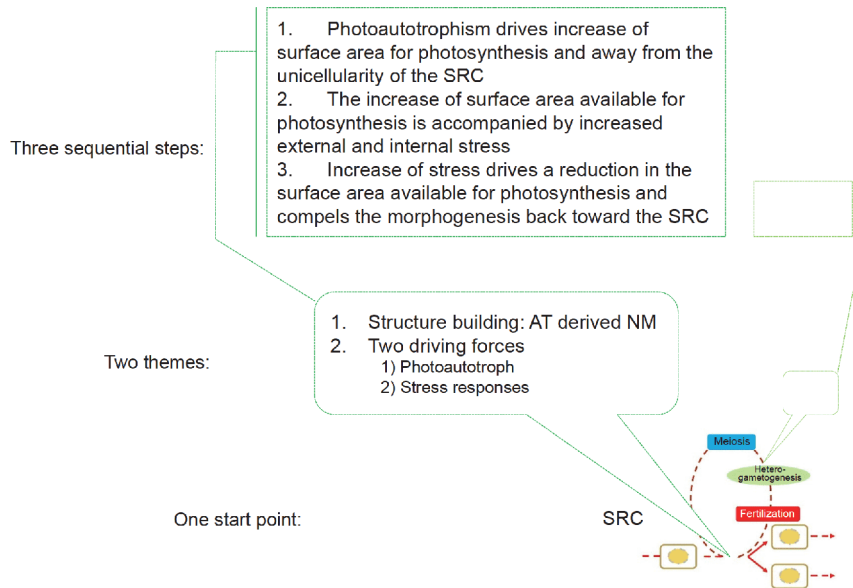 1. Photoautotrophism drives increase of
surface area for photosynthesis and away from the
unicellularity of the SRC
2. The increase of surface area available for
photosynthesis is accompanied by increased
external and internal stress
3. Increase of stress drives a reduction in the
surface area available for photosynthesis and
compels the morphogenesis back toward the SRC
Three sequential steps:
1. Structure building: AT derived NM
2. Two driving forces
1) Photoautotroph
2) Stress responses
Two themes:
Meiosis
Hetero-
gametogenesis
Fertilization
One start point:
SRC